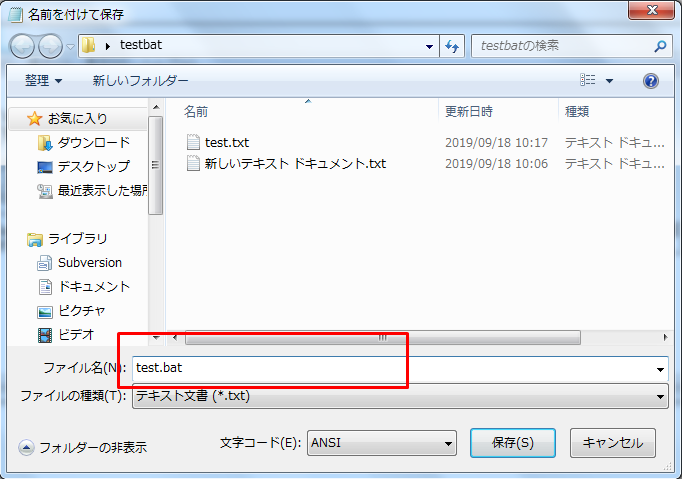 名前を付けて保存
testbat
testbatの検索
整理
新しいフォルダー
名前
更新日時
種類
お気に入り
ダウンロード
デスクトップ
最近表示した場所
ライブラリ
Subversion
ドキュメント
ピクチャ
ビデオ
test.txt
2019/09/18 10:17
テキスト ドキュ...
新しいテキスト ドキュメント.txt
2019/09/18 10:06
テキスト ドキュ...
ファイル名(N):
test.bat
ファイルの種類(T):
テキスト文書 (*.txt)
フォルダーの非表示
文字コード(E):
ANSI
保存(S)
キャンセル